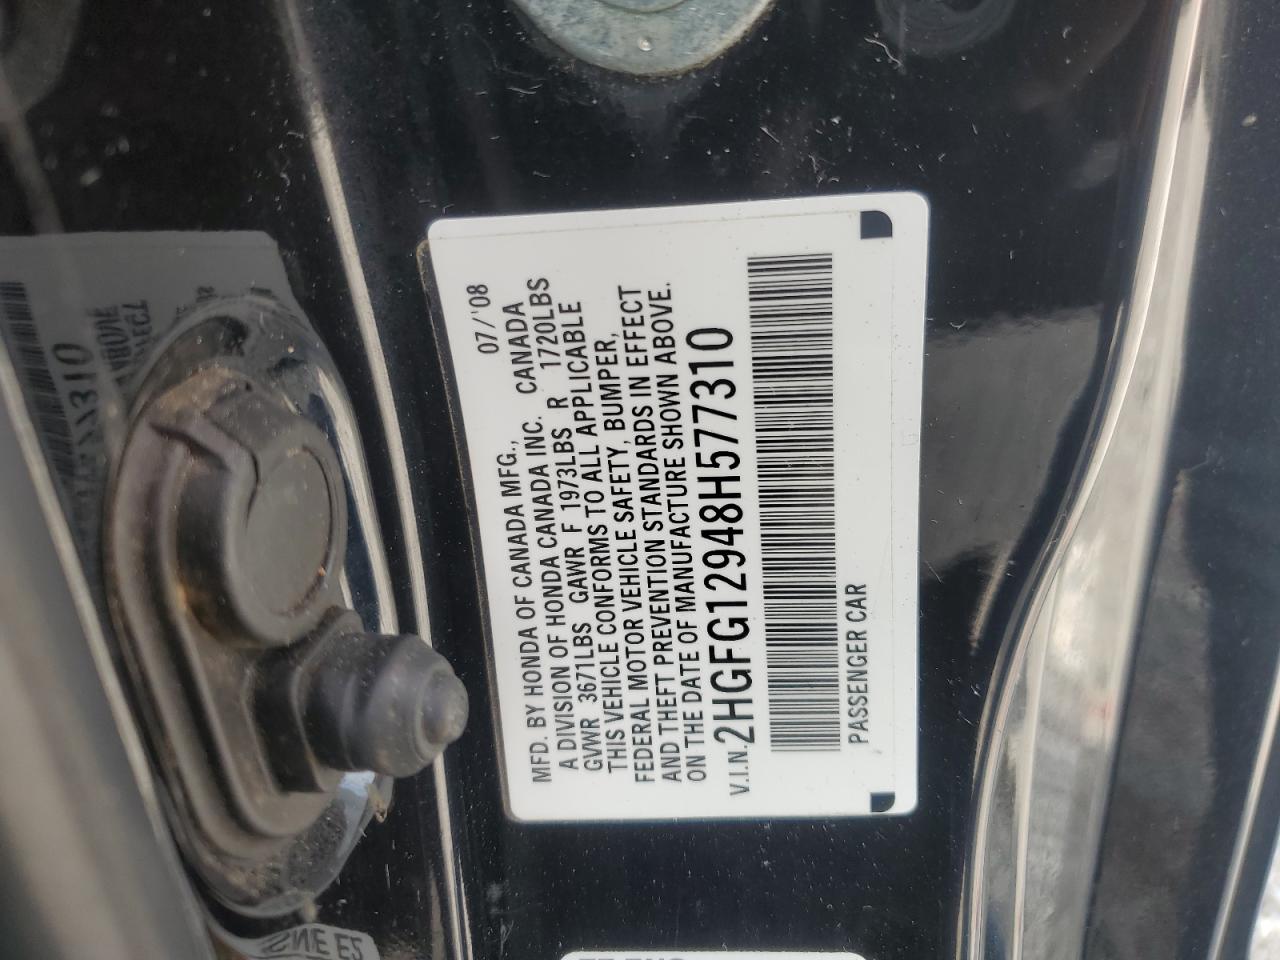 07/'08
MFD. BY HONDA OF CANADA MFG.,
A DIVISION OF HONDA CANADA INC. CANADA
GVWR 3671LBS GAWR F 1973LBS R 1720LBS
THIS VEHICLE CONFORMS TO ALL APPLICABLE
FEDERAL MOTOR VEHICLE SAFETY, BUMPER,
AND THEFT PREVENTION STANDARDS IN EFFECT
ON THE DATE OF MANUFACTURE SHOWN ABOVE.
V.I.N. 2HGFG12948H577310
PASSENGER CAR